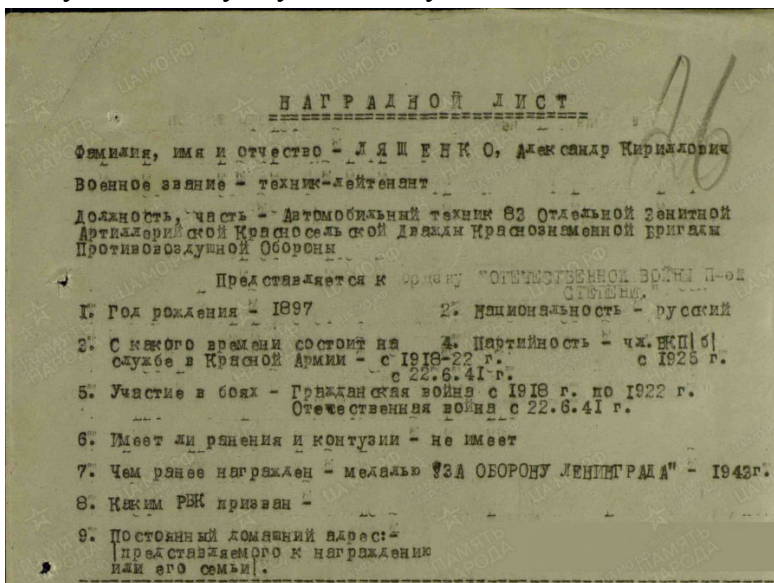 26
НАГРАДНОЙ ЛИСТ
Фамилия, имя и отчество - ЛЯШЕНКО, Александр Кириллович
Военное звание - техник-лейтенант
Должность, часть - Автомобильный техник 83 Отдельной Зенитной
Артиллерийской Красносельской Дважды Краснознаменной Бригады
Противовоздушной Обороны
Представляется к ордену "ОТЕЧЕСТВЕННОЙ ВОЙНЫ П-ой
СТЕПЕНИ."
1. Год рождения - 1897 2. Национальность - русский
3. С какого времени состоит на 4. Партийность - чл.ВКП|б|
службе в Красной Армии - с 1918-22 г. с 1925 г.
с 22.6.41 г.
5. Участие в боях - Гражданская война с 1918 г. по 1922 г.
Отечественная война с 22.6.41 г.
6. Имеет ли ранения и контузии - не имеет
7. Чем ранее награжден - медалью "ЗА ОБОРОНУ ЛЕНИНГРАДА" - 1943г.
8. Каким РВК призван -
9. Постоянный домашний адрес:-
|представляемого к награждению
или его семьи|.